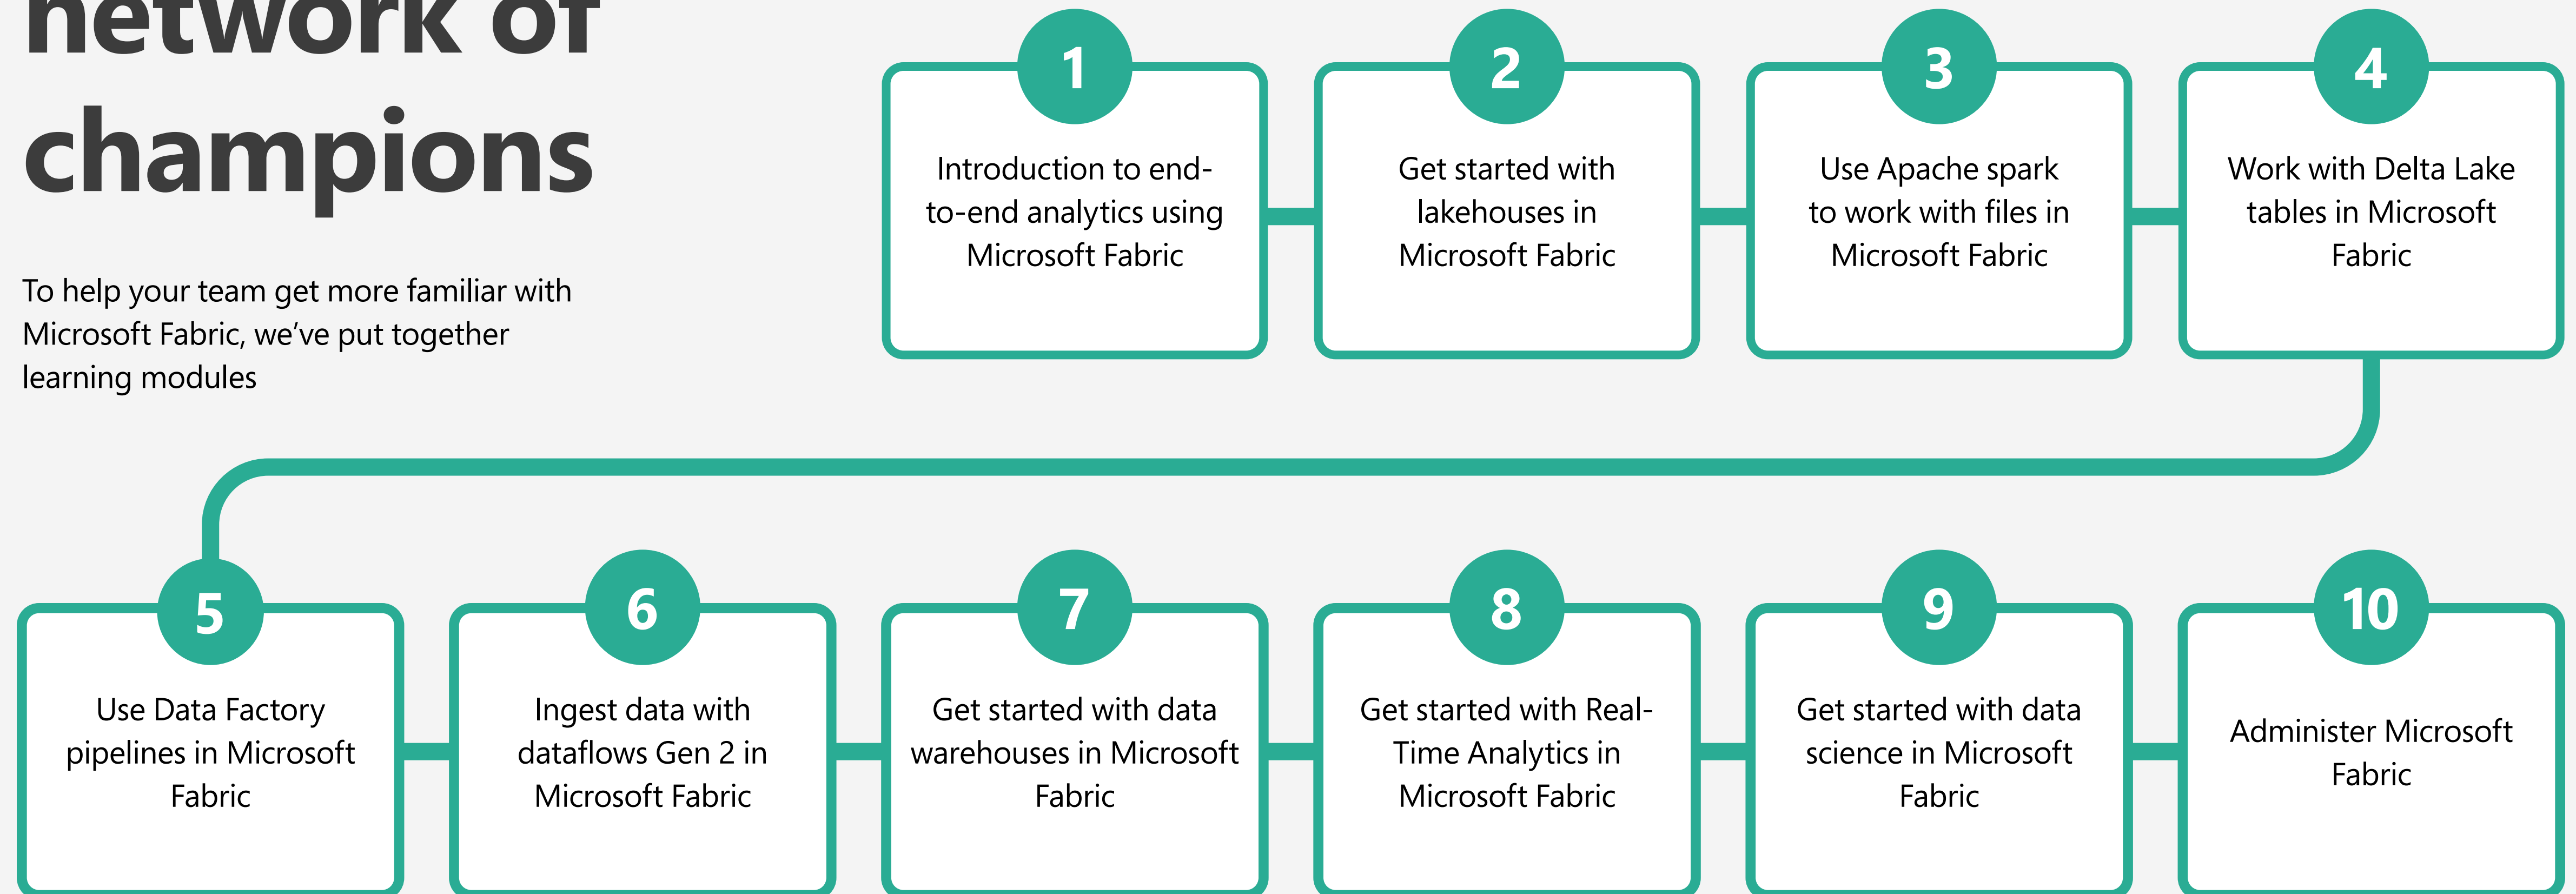 network of
champions
To help your team get more familiar with
Microsoft Fabric, we’ve put together
learning modules
1
Introduction to end-
to-end analytics using
Microsoft Fabric
2
Get started with
lakehouses in
Microsoft Fabric
3
Use Apache spark
to work with files in
Microsoft Fabric
4
Work with Delta Lake
tables in Microsoft
Fabric
5
Use Data Factory
pipelines in Microsoft
Fabric
6
Ingest data with
dataflows Gen 2 in
Microsoft Fabric
7
Get started with data
warehouses in Microsoft
Fabric
8
Get started with Real-
Time Analytics in
Microsoft Fabric
9
Get started with data
science in Microsoft
Fabric
10
Administer Microsoft
Fabric